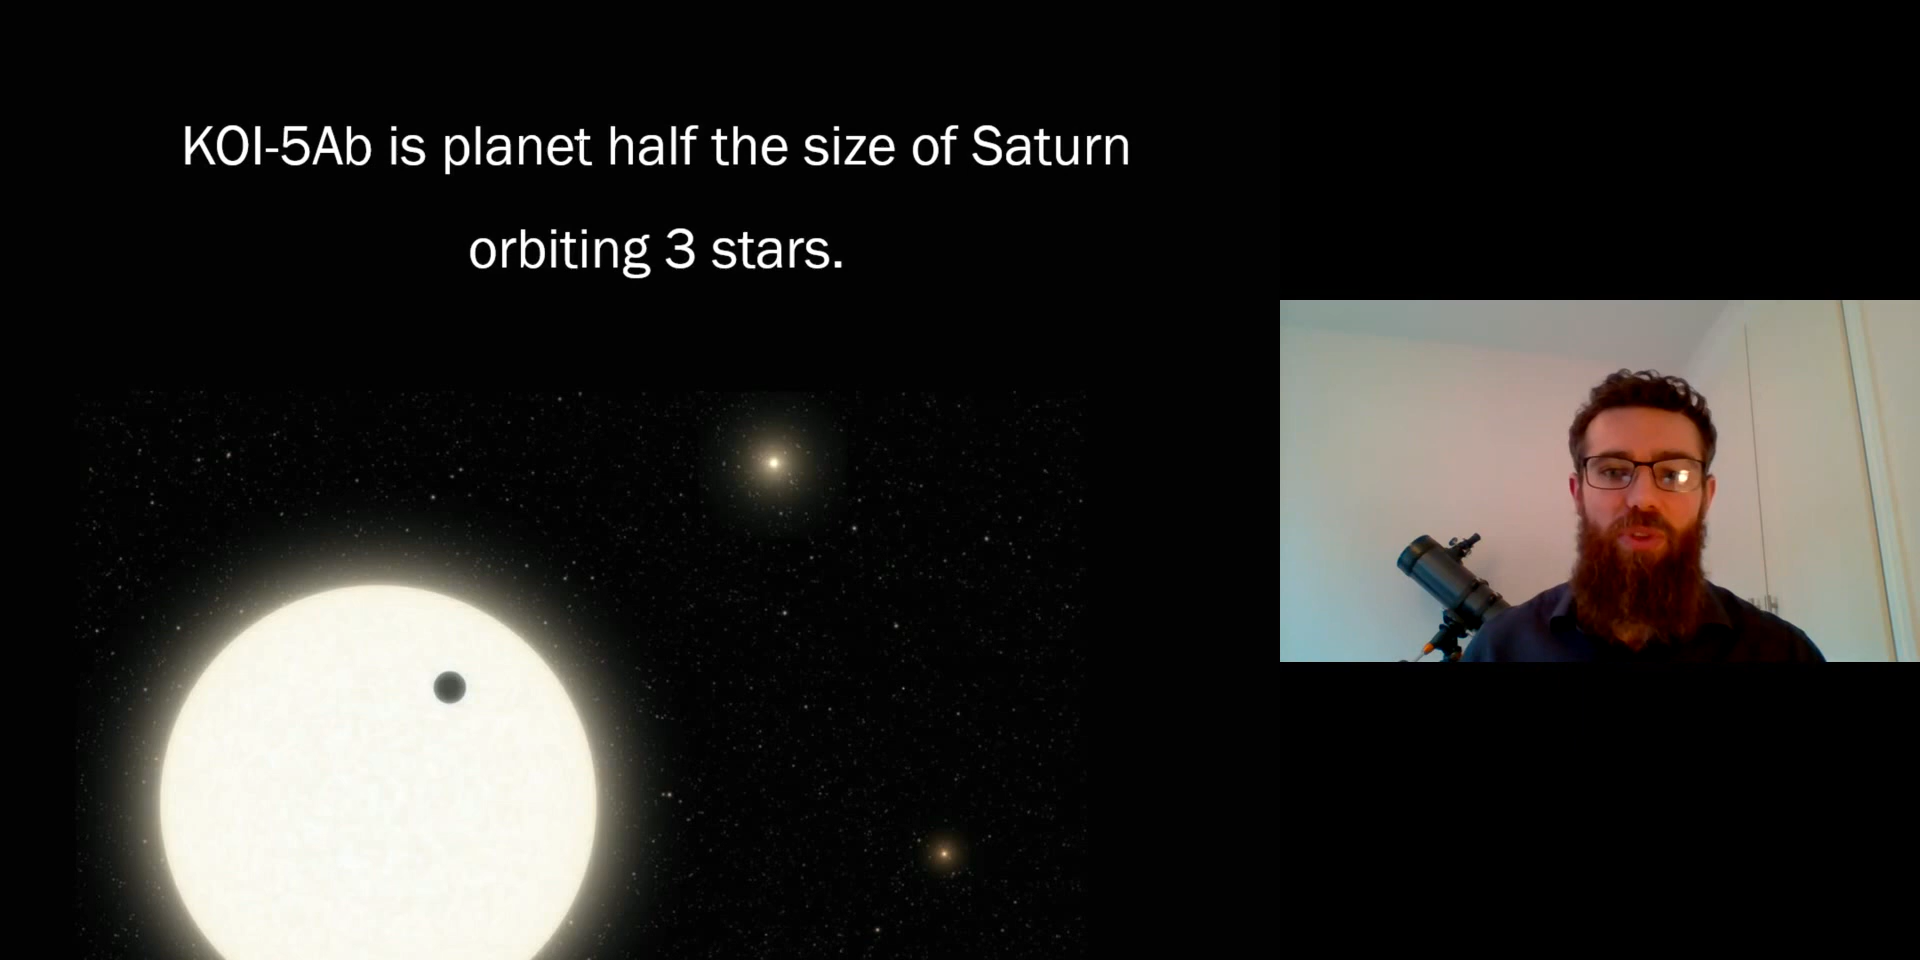 KOI-5Ab is planet half the size of Saturn
orbiting 3 stars.